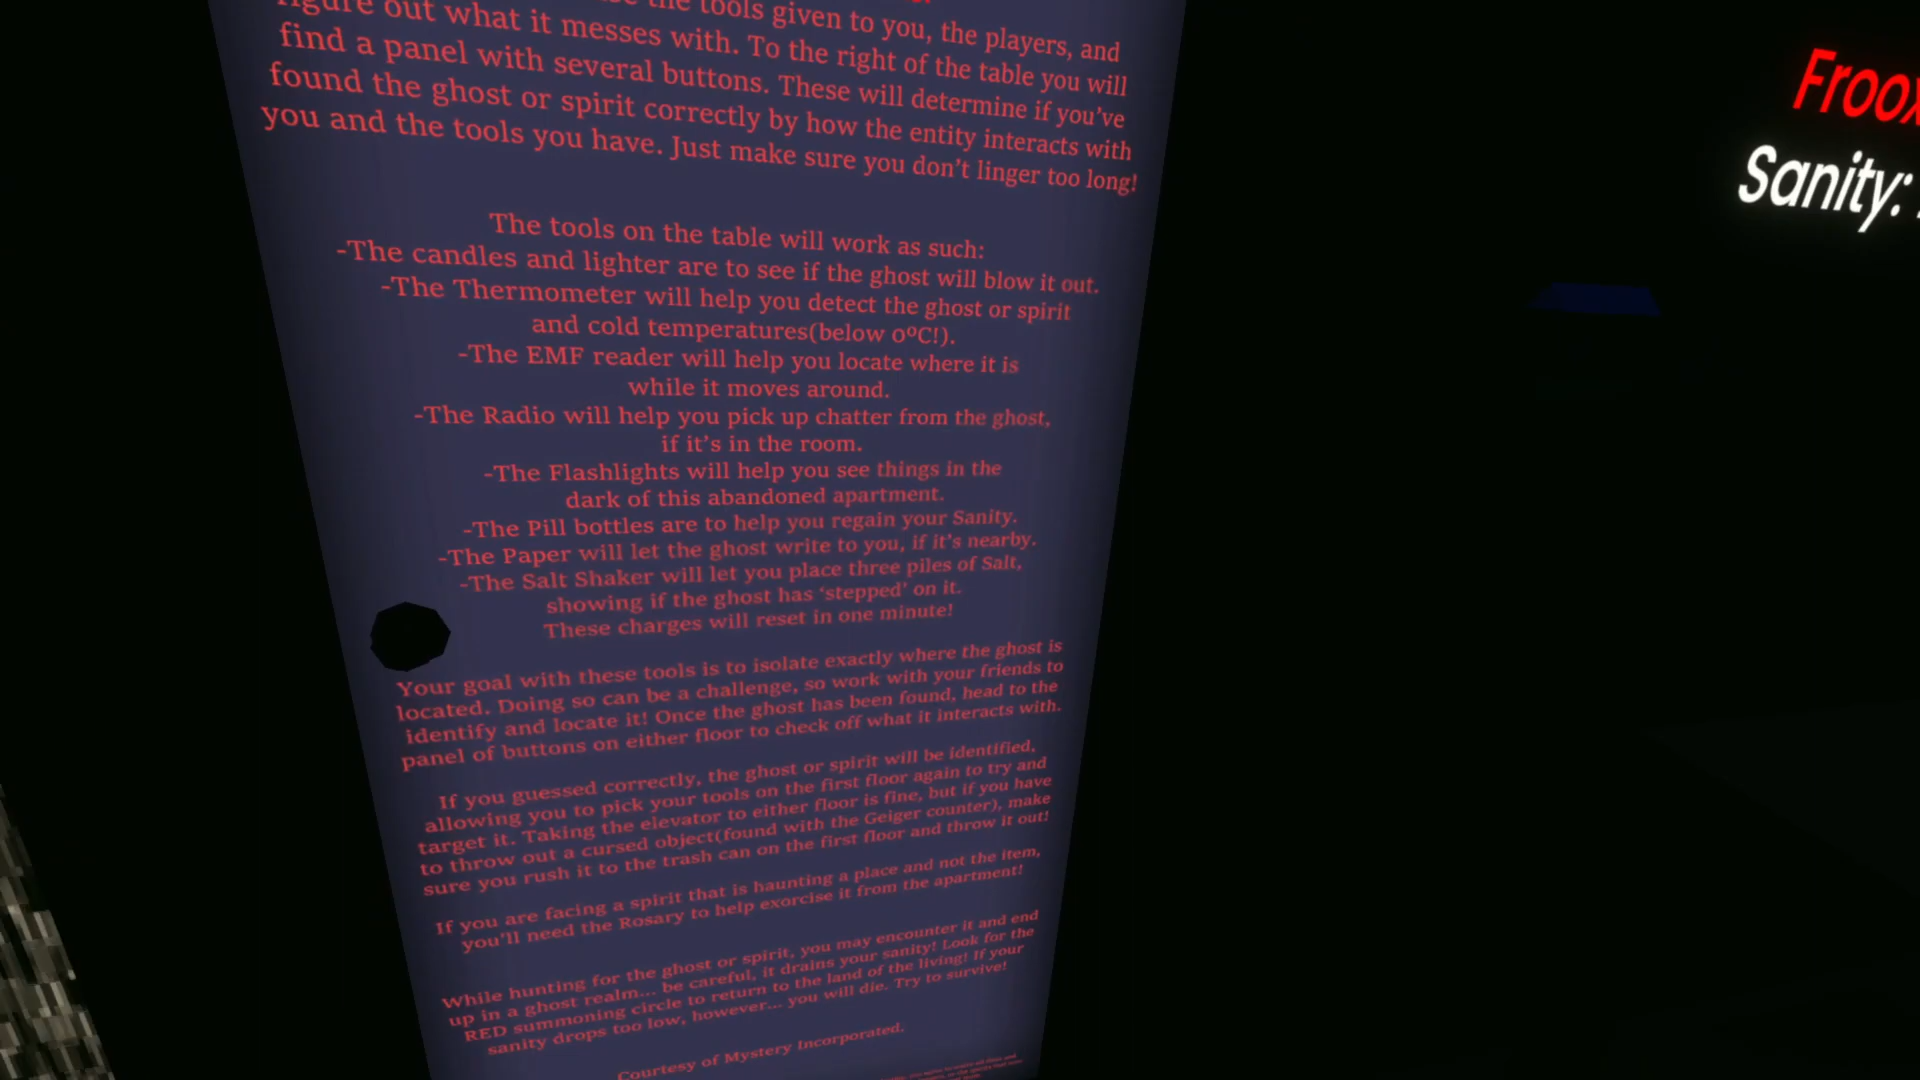 the tools given to you, the players, and
figure out what it messes with. To the right of the table you will
find a panel with several buttons. These will determine if you've
found the ghost or spirit correctly by how the entity interacts with
you and the tools you have. Just make sure you don't linger too long!
The tools on the table will work as such:
-The candles and lighter are to see if the ghost will blow it out.
-The Thermometer will help you detect the ghost or spirit
and cold temperatures(below 0ºC!).
-The EMF reader will help you locate where it is
while it moves around.
-The Radio will help you pick up chatter from the ghost,
if it's in the room.
-The Flashlights will help you see things in the
dark of this abandoned apartment.
-The Pill bottles are to help you regain your Sanity.
-The Paper will let the ghost write to you, if it's nearby.
-The Salt Shaker will let you place three piles of Salt,
showing if the ghost has 'stepped' on it.
These charges will reset in one minute!
Your goal with these tools is to isolate exactly where the ghost is
located. Doing so can be a challenge, so work with your friends to
identify and locate it! Once the ghost has been found, head to the
panel of buttons on either floor to check off what it interacts with.
If you guessed correctly, the ghost or spirit will be identified,
allowing you to pick your tools on the first floor again to try and
target it. Taking the elevator to either floor is fine, but if you have
to throw out a cursed object(found with the Geiger counter), make
sure you rush it to the trash can on the first floor and throw it out!
If you are facing a spirit that is haunting a place and not the item,
you'll need the Rosary to help exorcise it from the apartment!
While hunting for the ghost or spirit, you may encounter it and end
up in a ghost realm... be careful, it drains your sanity! Look for the
RED summoning circle to return to the land of the living! If your
sanity drops too low, however... you will die. Try to survive!
Courtesy of Mystery Incorporated.
Froox
Sanity: